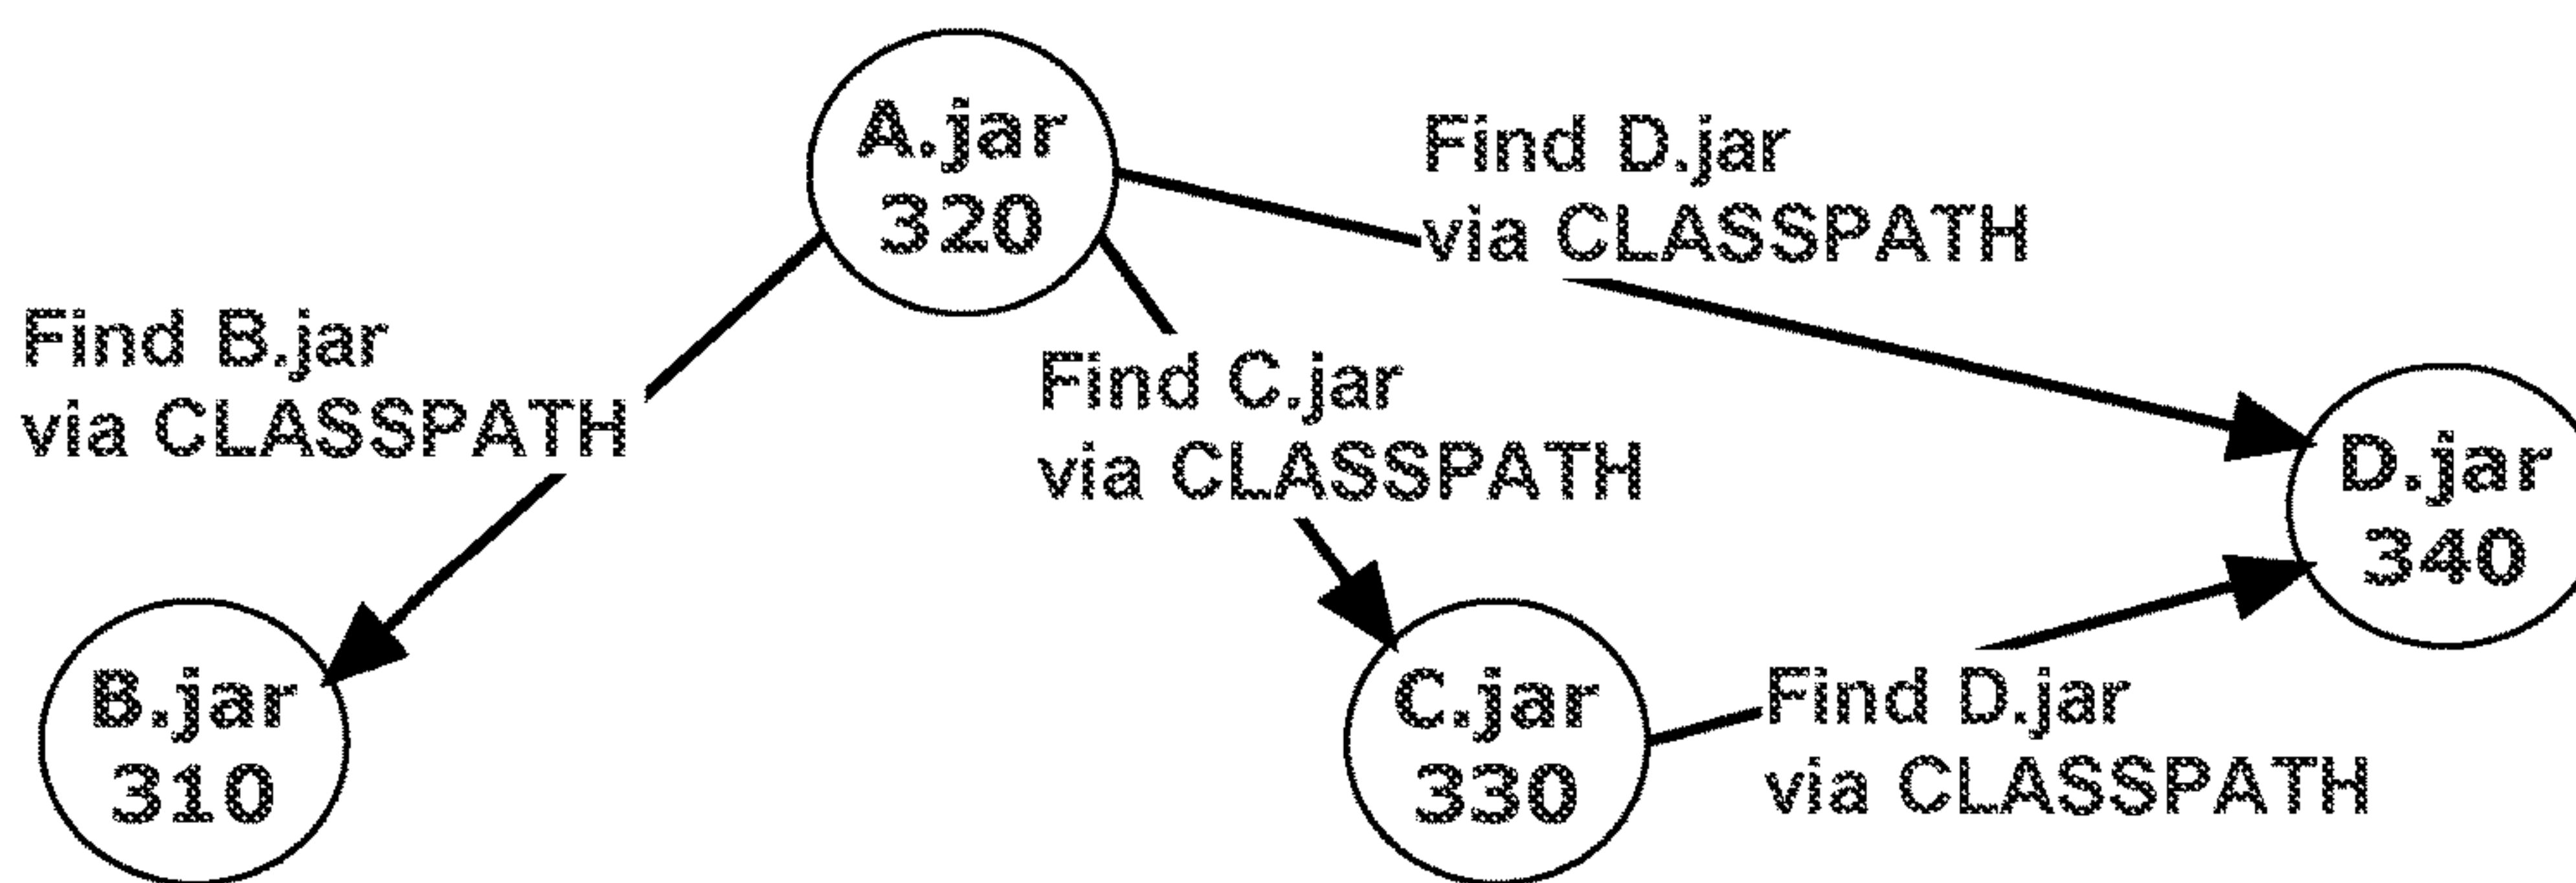 A.jar
320
Find D.jar
via CLASSPATH
Find B.jar
via CLASSPATH
Find C.jar
via CLASSPATH
D.jar
340
B.jar
310
C.jar
330
Find D.jar
via CLASSPATH